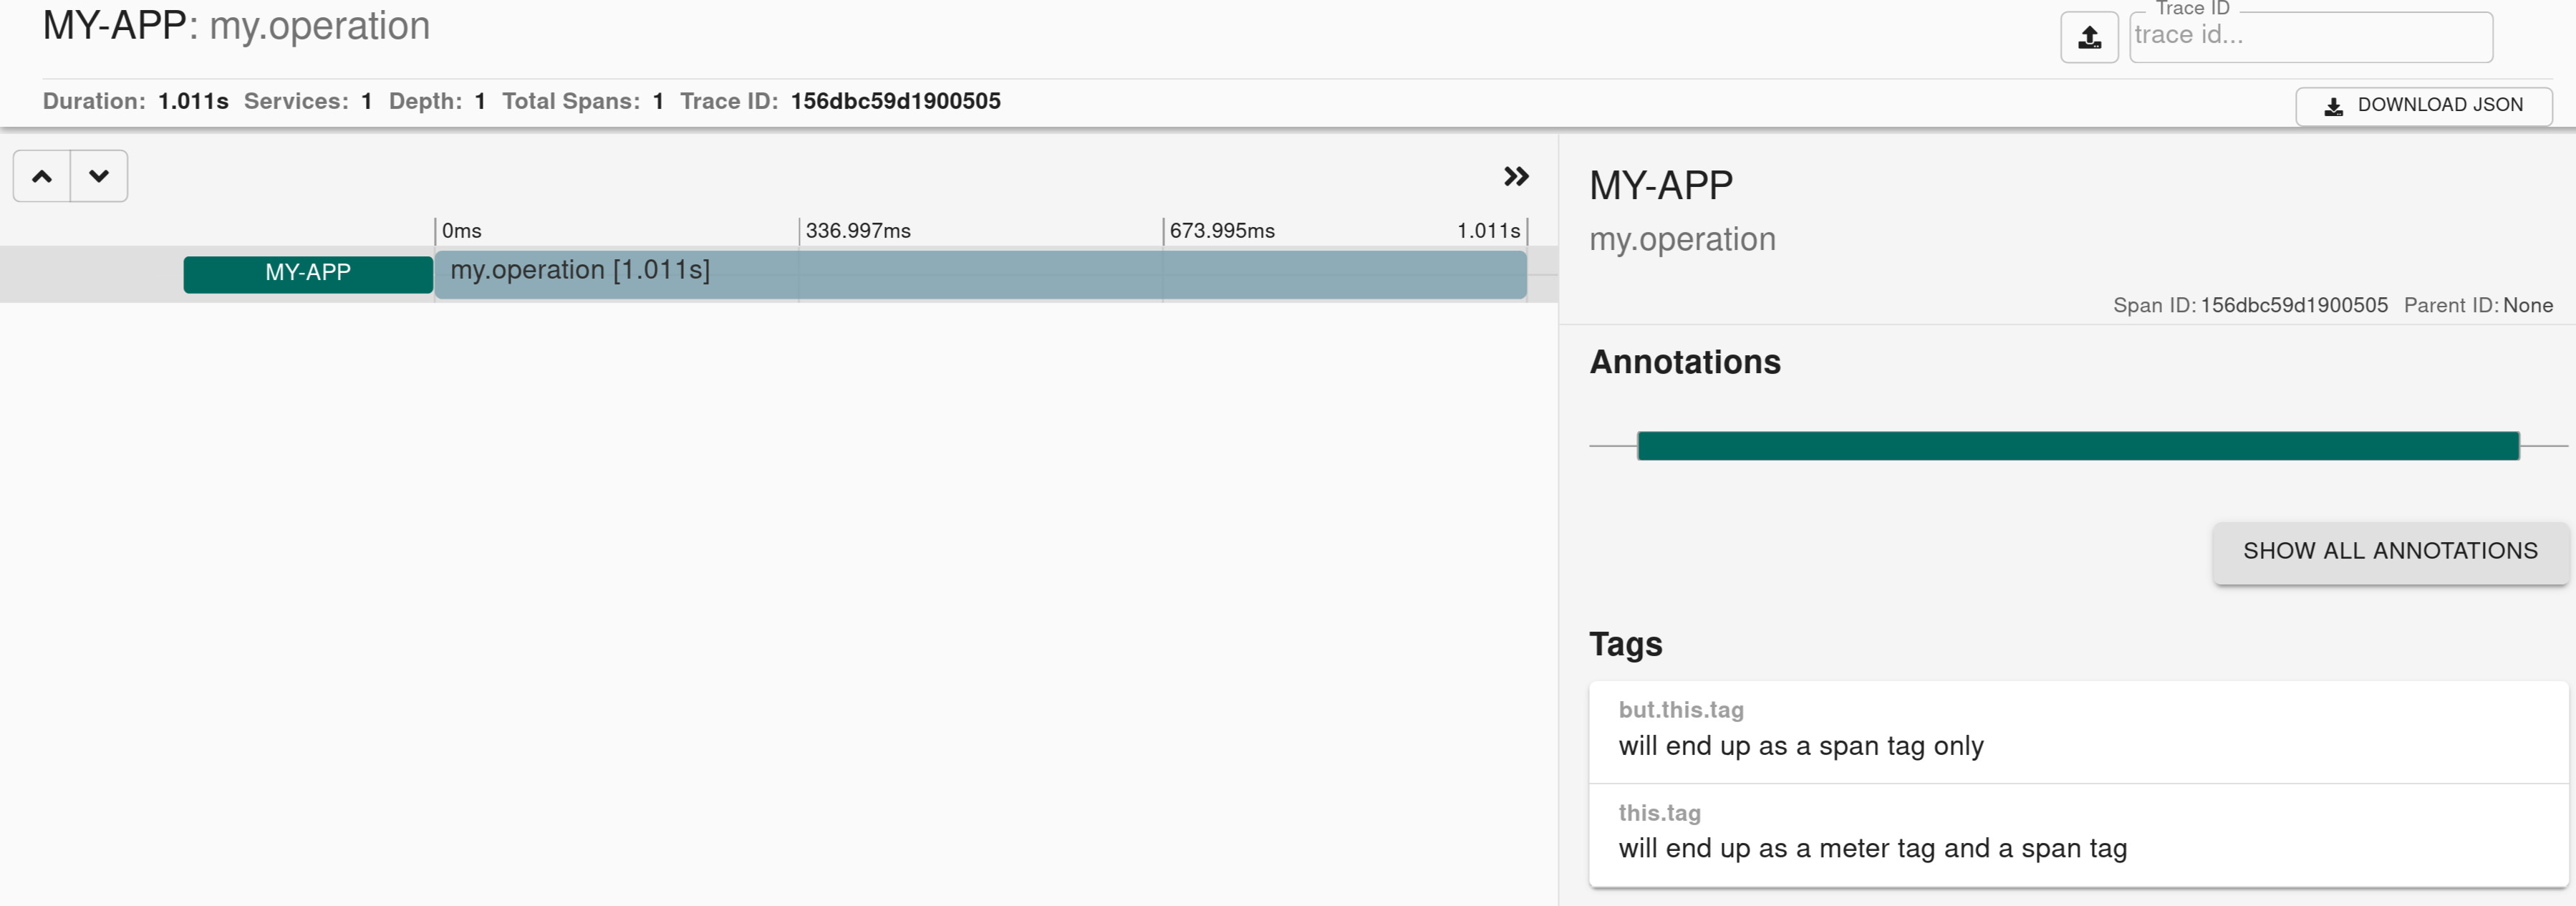 MY-APP: my.operation
Trace ID
trace id...
Duration: 1.011s Services: 1 Depth: 1 Total Spans: 1 Trace ID: 156dbc59d1900505
DOWNLOAD JSON
0ms 336.997ms 673.995ms 1.011s
MY-APP my.operation [1.011s]
MY-APP
my.operation
Span ID: 156dbc59d1900505 Parent ID: None
Annotations
SHOW ALL ANNOTATIONS
Tags
but.this.tag
will end up as a span tag only
this.tag
will end up as a meter tag and a span tag